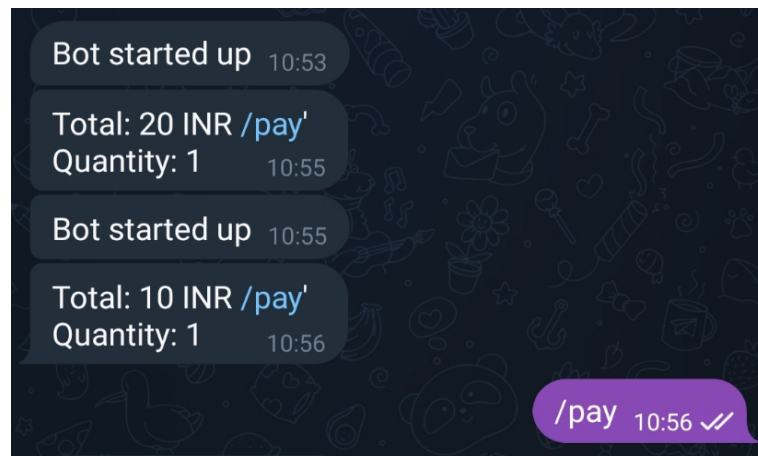 Bot started up 10:53
Total: 20 INR /pay'
Quantity: 1 10:55
Bot started up 10:55
Total: 10 INR /pay'
Quantity: 1 10:56
/pay 10:56